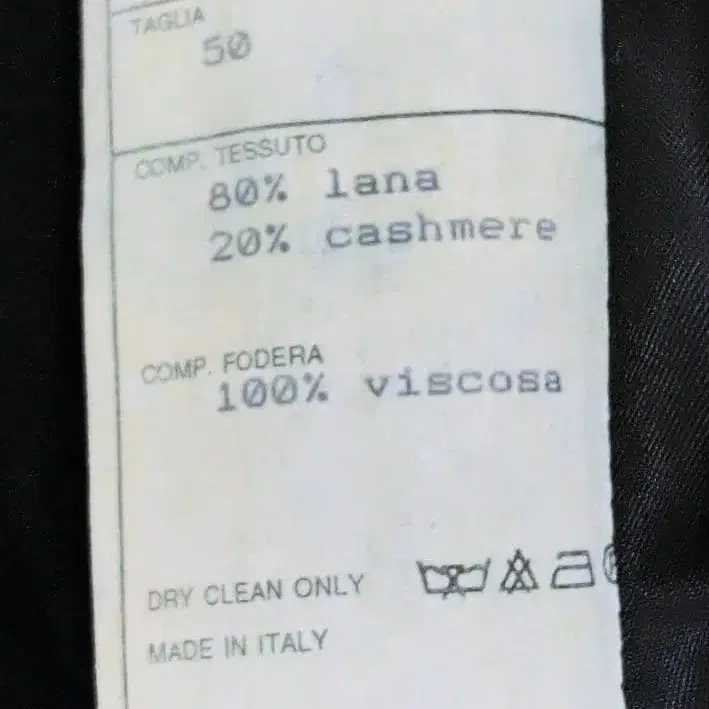 TAGLIA
50
COMP. TESSUTO
80% lana
20% cashmere
COMP. FODERA
100% viscosa
DRY CLEAN ONLY
MADE IN ITALY